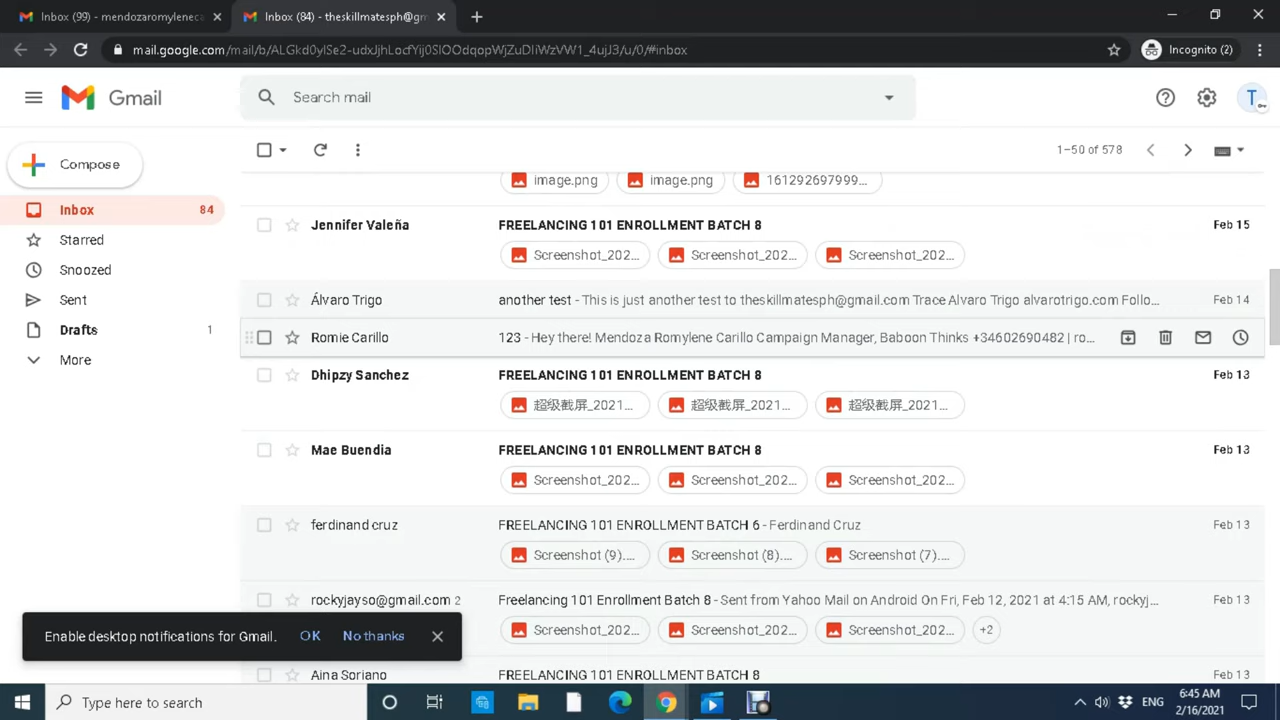 Inbox (99) - mendozaromyleneca
Inbox (84) - theskillmatesph@gm
mail.google.com/mail/b/
/u/0/#inbox
Incognito (2)
Gmail
Search mail
T
Compose
1–50 of 578
Inbox 84
Starred
Snoozed
Sent
Drafts 1
More
image.png image.png 161292697999...
Jennifer Valeña FREELANCING 101 ENROLLMENT BATCH 8 Feb 15
Screenshot_202... Screenshot_202... Screenshot_202...
Álvaro Trigo another test - This is just another test to theskillmatesph@gmail.com Trace Alvaro Trigo alvarotrigo.com Follo... Feb 14
Romie Carillo 123 - Hey there! Mendoza Romylene Carillo Campaign Manager, Baboon Thinks +34602690482 | ro...
Dhipzy Sanchez FREELANCING 101 ENROLLMENT BATCH 8 Feb 13
超级截屏_2021... 超级截屏_2021... 超级截屏_2021...
Mae Buendia FREELANCING 101 ENROLLMENT BATCH 8 Feb 13
Screenshot_202... Screenshot_202... Screenshot_202...
ferdinand cruz FREELANCING 101 ENROLLMENT BATCH 6 - Ferdinand Cruz Feb 13
Screenshot (9).... Screenshot (8).... Screenshot (7)....
rockyjayso@gmail.com 2 Freelancing 101 Enrollment Batch 8 - Sent from Yahoo Mail on Android On Fri, Feb 12, 2021 at 4:15 AM, rockyj... Feb 13
Screenshot_202... Screenshot_202... Screenshot_202... +2
Aina Soriano FREELANCING 101 ENROLLMENT BATCH 8
Enable desktop notifications for Gmail. OK No thanks
Type here to search
ENG
6:45 AM
2/16/2021